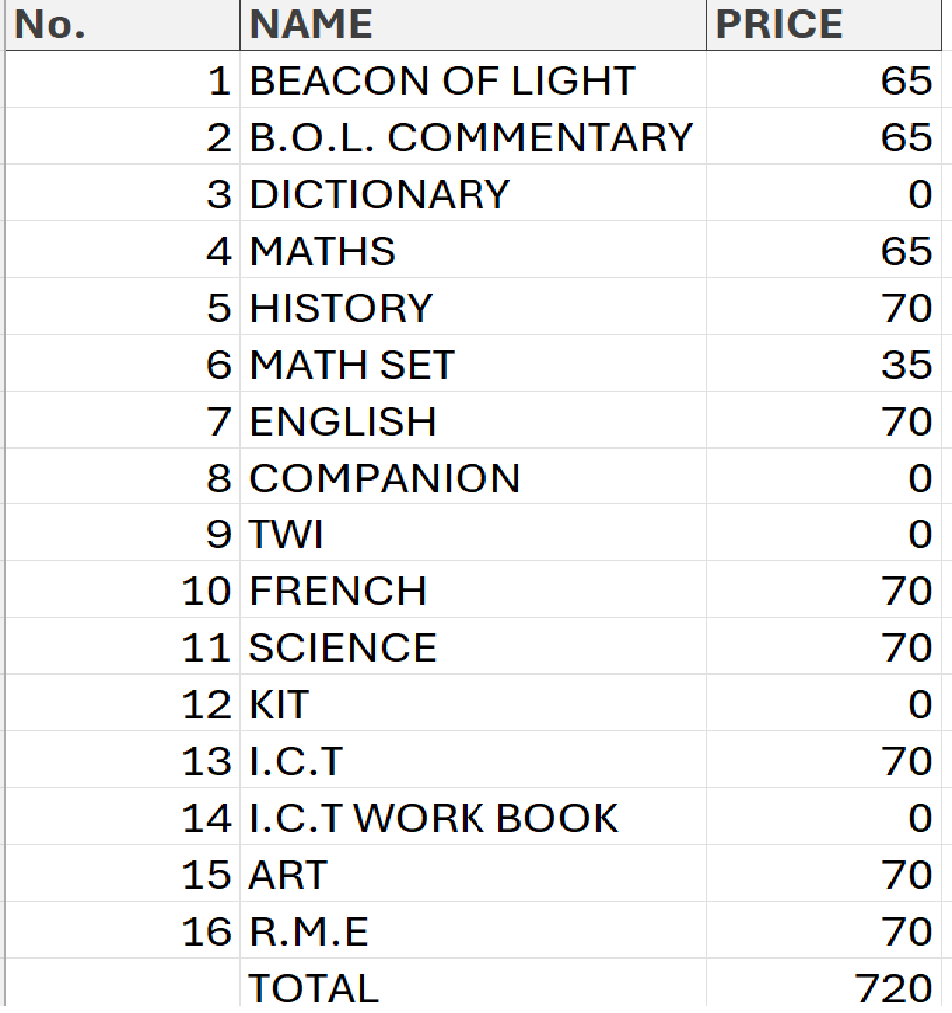 No. NAME PRICE
1 BEACON OF LIGHT 65
2 B.O.L. COMMENTARY 65
3 DICTIONARY 0
4 MATHS 65
5 HISTORY 70
6 MATH SET 35
7 ENGLISH 70
8 COMPANION 0
9 TWI 0
10 FRENCH 70
11 SCIENCE 70
12 KIT 0
13 I.C.T 70
14 I.C.T WORK BOOK 0
15 ART 70
16 R.M.E 70
TOTAL 720